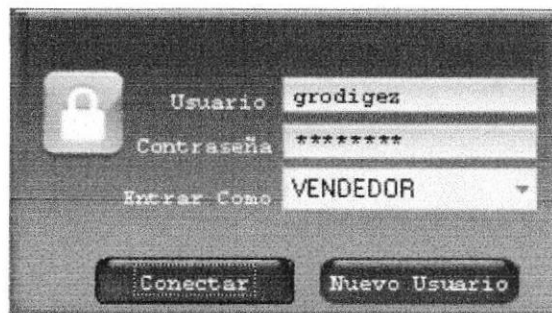 Usuario grodigez
Contraseña ********
Entrar Como VENDEDOR
Conectar Nuevo Usuario